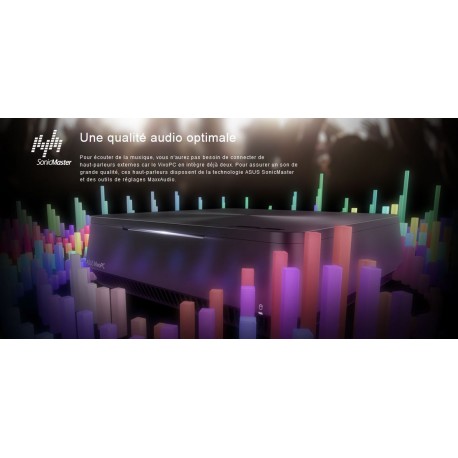 Une qualité audio optimale
SonicMaster
Pour écouter de la musique, vous n'aurez pas besoin de connecter de
haut-parleurs externes car le VivoPC en intègre déjà deux. Pour assurer un son de
grande qualité, ces haut-parleurs disposent de la technologie ASUS SonicMaster
et des outils de réglages MaxxAudio.